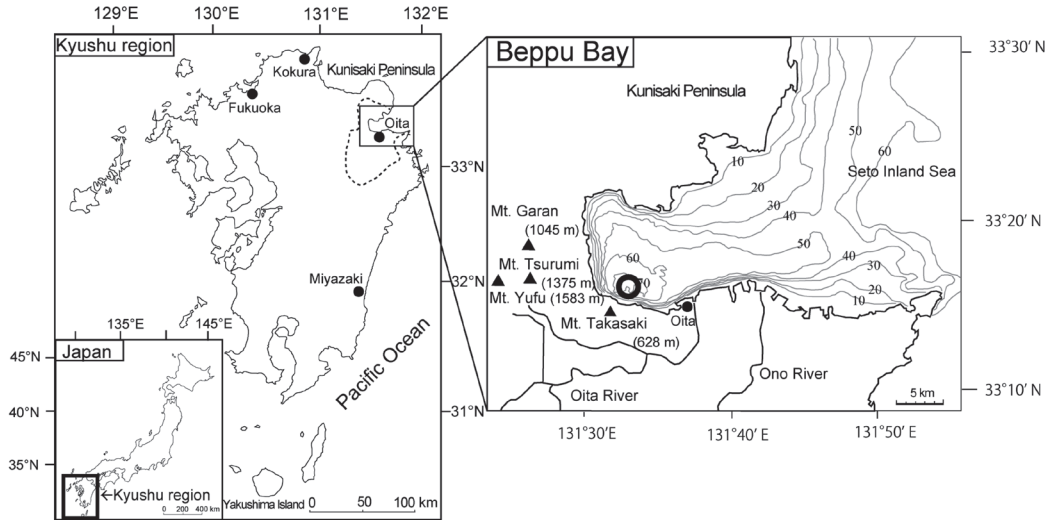 129°E
130°E
131°E
132°E
Kyushu region
Kokura
Kunisaki Peninsula
Fukuoka
Oita
33°N
Miyazaki
32°N
Pacific Ocean
31°N
135°E
145°E
Japan
45°N
40°N
35°N
←Kyushu region
0 200 400 km
Yakushima Island
0 50 100 km
Beppu Bay
33°30′ N
Kunisaki Peninsula
50
60
10
Seto Inland Sea
20
30
40
33°20′ N
Mt. Garan
(1045 m)
50
40
60
30
Mt. Tsurumi
(1375 m)
70
20
Mt. Yufu (1583 m)
10
Mt. Takasaki
(628 m)
Oita
Ono River
Oita River
5 km
33°10′ N
131°30′E
131°40′E
131°50′E